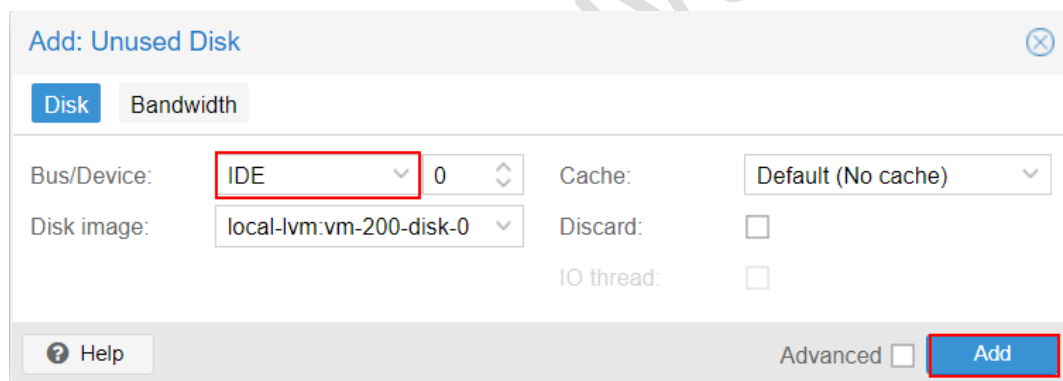 Add: Unused Disk
Disk Bandwidth
Bus/Device: IDE 0 Cache: Default (No cache)
Disk image: local-lvm:vm-200-disk-0 Discard:
IO thread:
Help Advanced Add